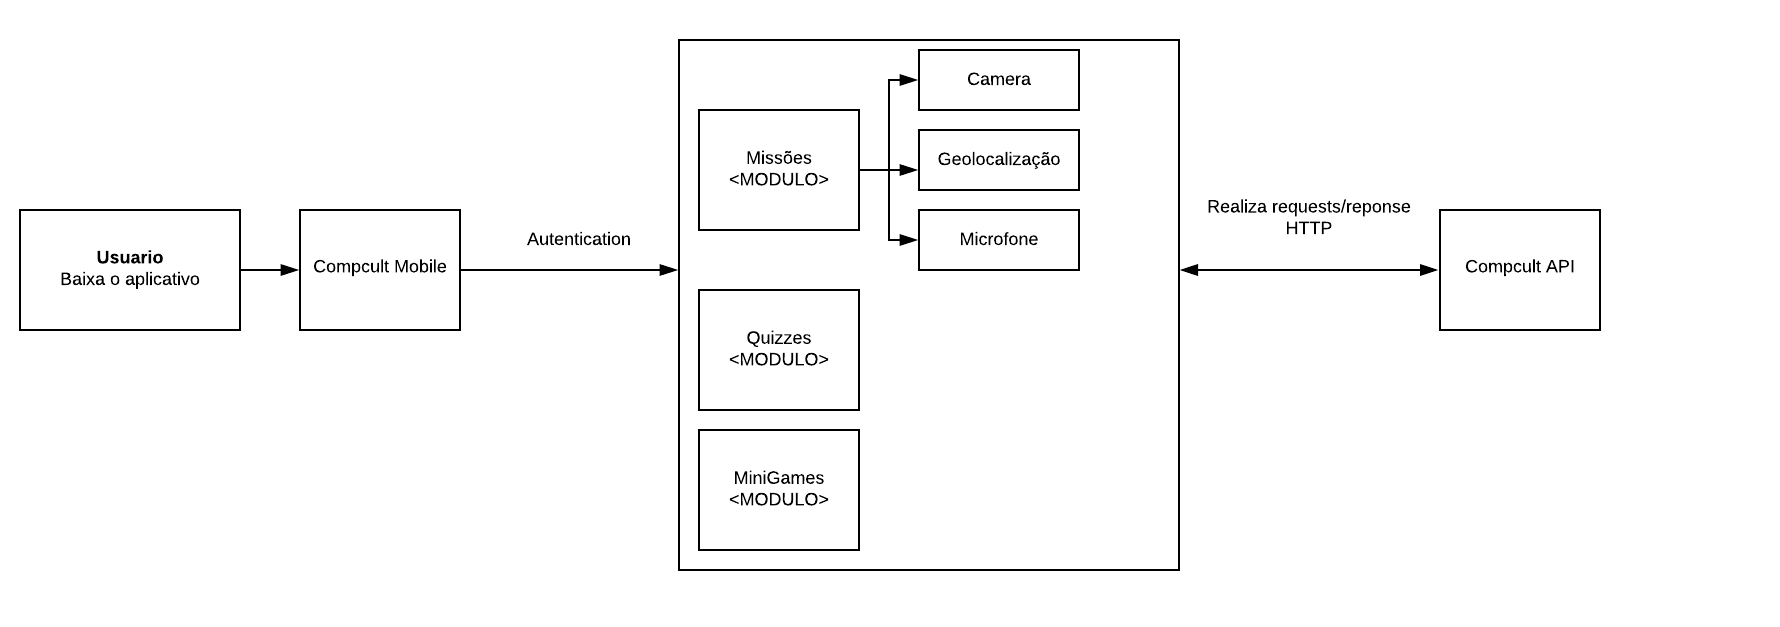 Usuario
Baixa o aplicativo
Compcult Mobile
Autentication
Missões
<MODULO>
Camera
Geolocalização
Microfone
Quizzes
<MODULO>
MiniGames
<MODULO>
Realiza requests/reponse
HTTP
Compcult API